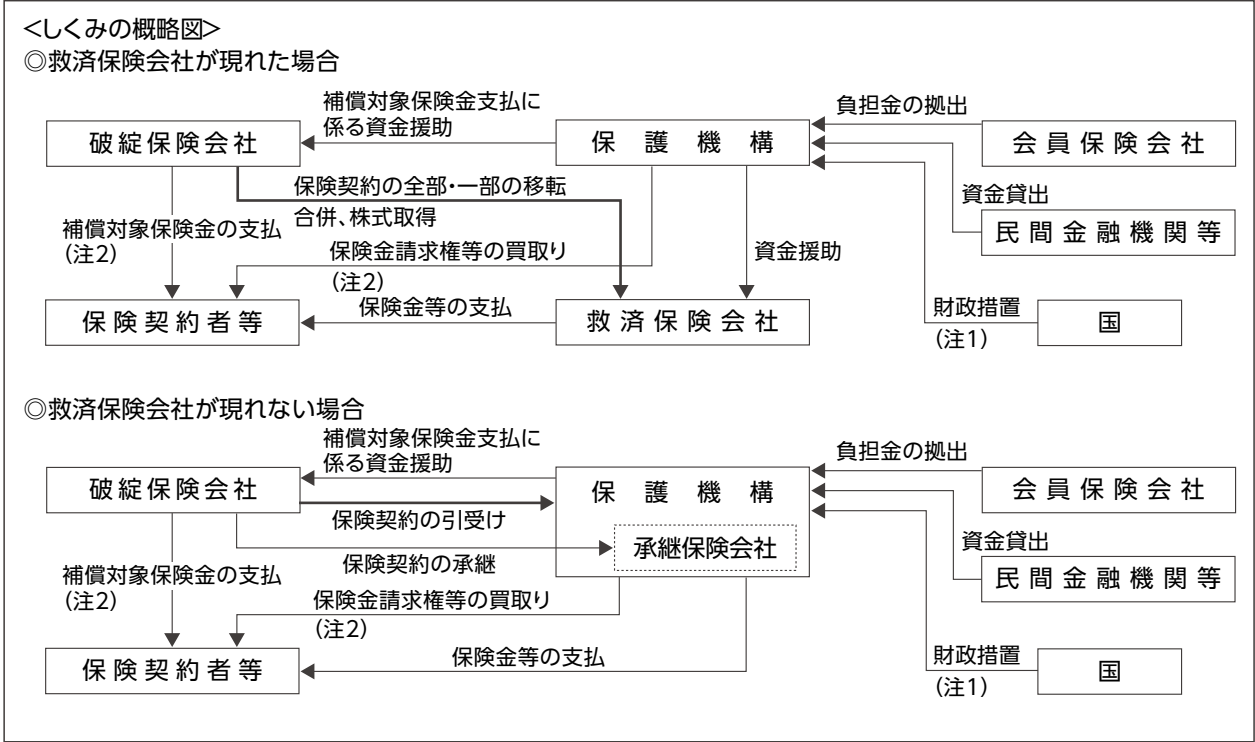 <しくみの概略図>
◎救済保険会社が現れた場合
補償対象保険金支払に
係る資金援助
負担金の拠出
破綻保険会社
保護機構
会員保険会社
保険契約の全部・一部の移転
合併、株式取得
資金貸出
補償対象保険金の支払
(注2)
民間金融機関等
保険金請求権等の買取り
(注2)
資金援助
保険金等の支払
財政措置
(注1)
保険契約者等
救済保険会社
国
◎救済保険会社が現れない場合
補償対象保険金支払に
係る資金援助
負担金の拠出
破綻保険会社
保護機構
会員保険会社
保険契約の引受け
承継保険会社
資金貸出
保険契約の承継
補償対象保険金の支払
(注2)
民間金融機関等
保険金請求権等の買取り
(注2)
保険金等の支払
財政措置
(注1)
保険契約者等
国